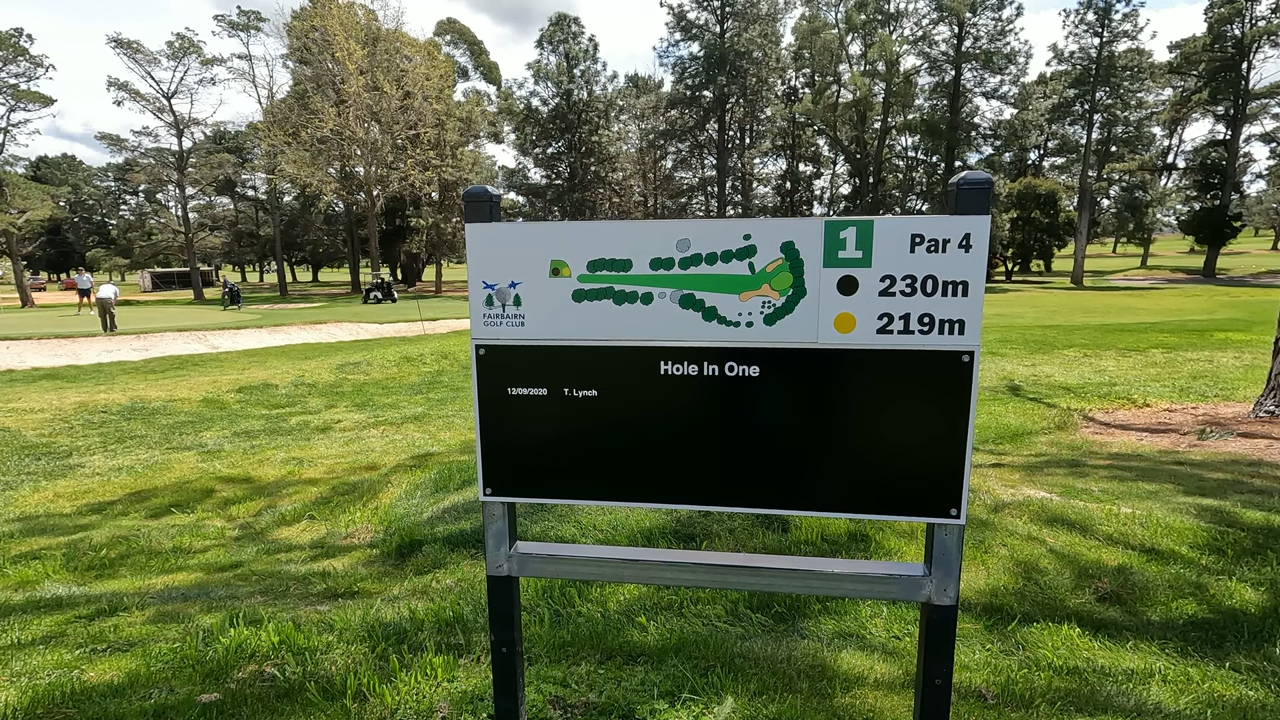 1
Par 4
230m
219m
FAIRBAIRN
GOLF CLUB
Hole In One
12/09/2020 T. Lynch